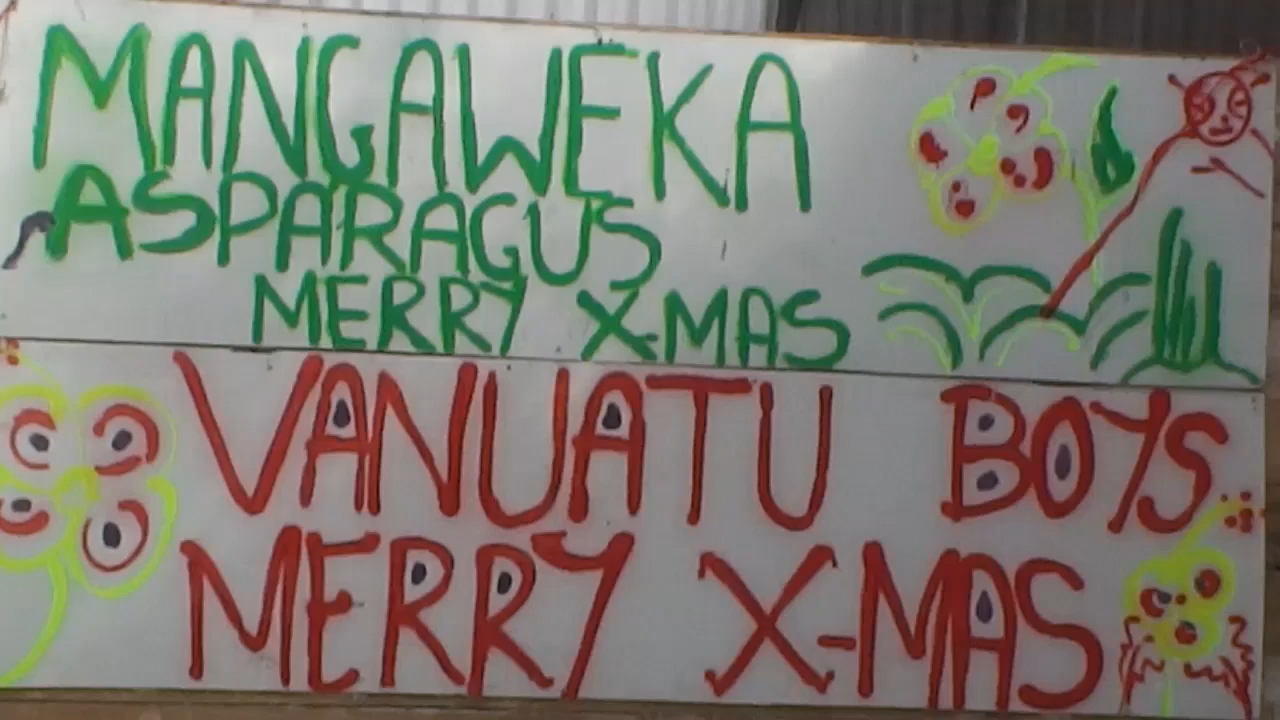 MANGAWEKA
ASPARAGUS
MERRY X-MAS
VANUATU BOYS
MERRY X-MAS